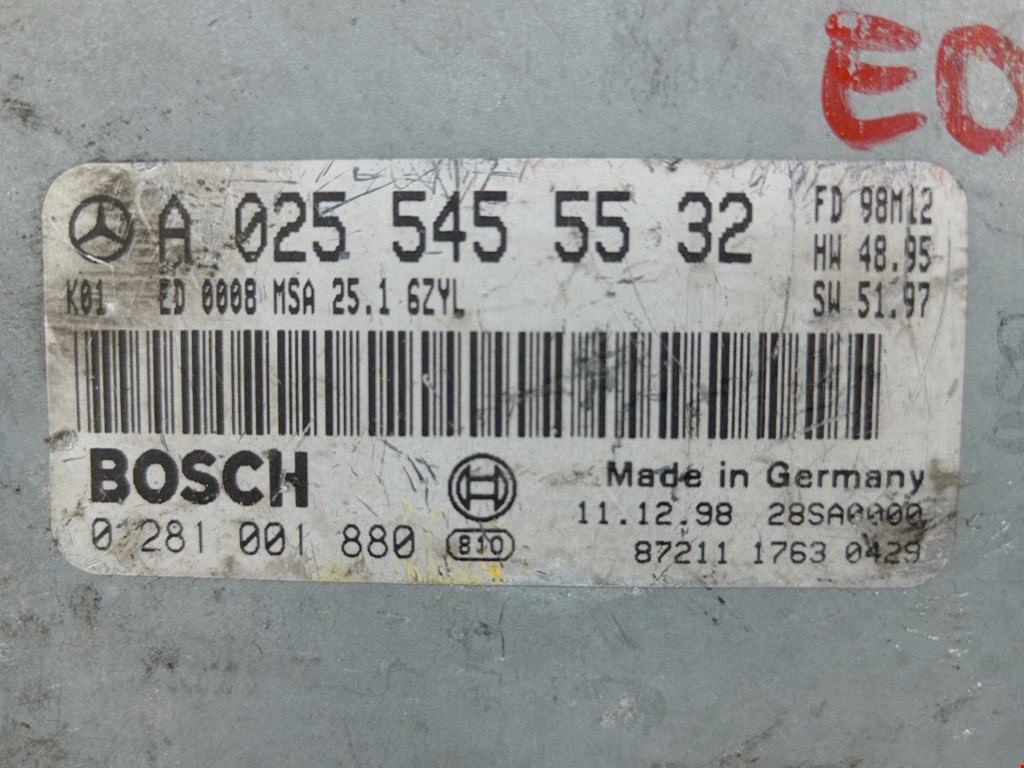 EO
A 025 545 55 32
FD 98M12
HW 48.95
K01 ED 0008 MSA 25.1 6ZYL
SW 51.97
BOSCH
Made in Germany
0 281 001 880
810
11.12.98 28SA0000
87211 1763 0429